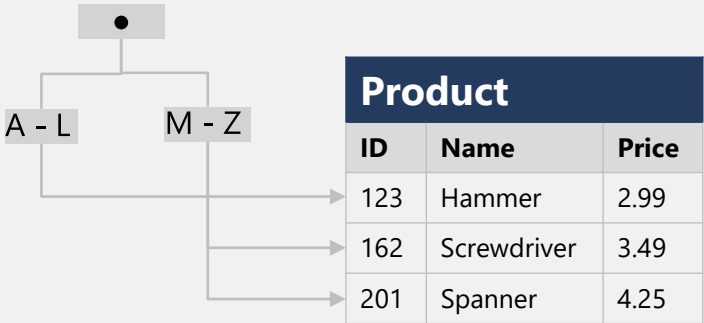 A - L
M - Z
Product
ID Name Price
123 Hammer 2.99
162 Screwdriver 3.49
201 Spanner 4.25